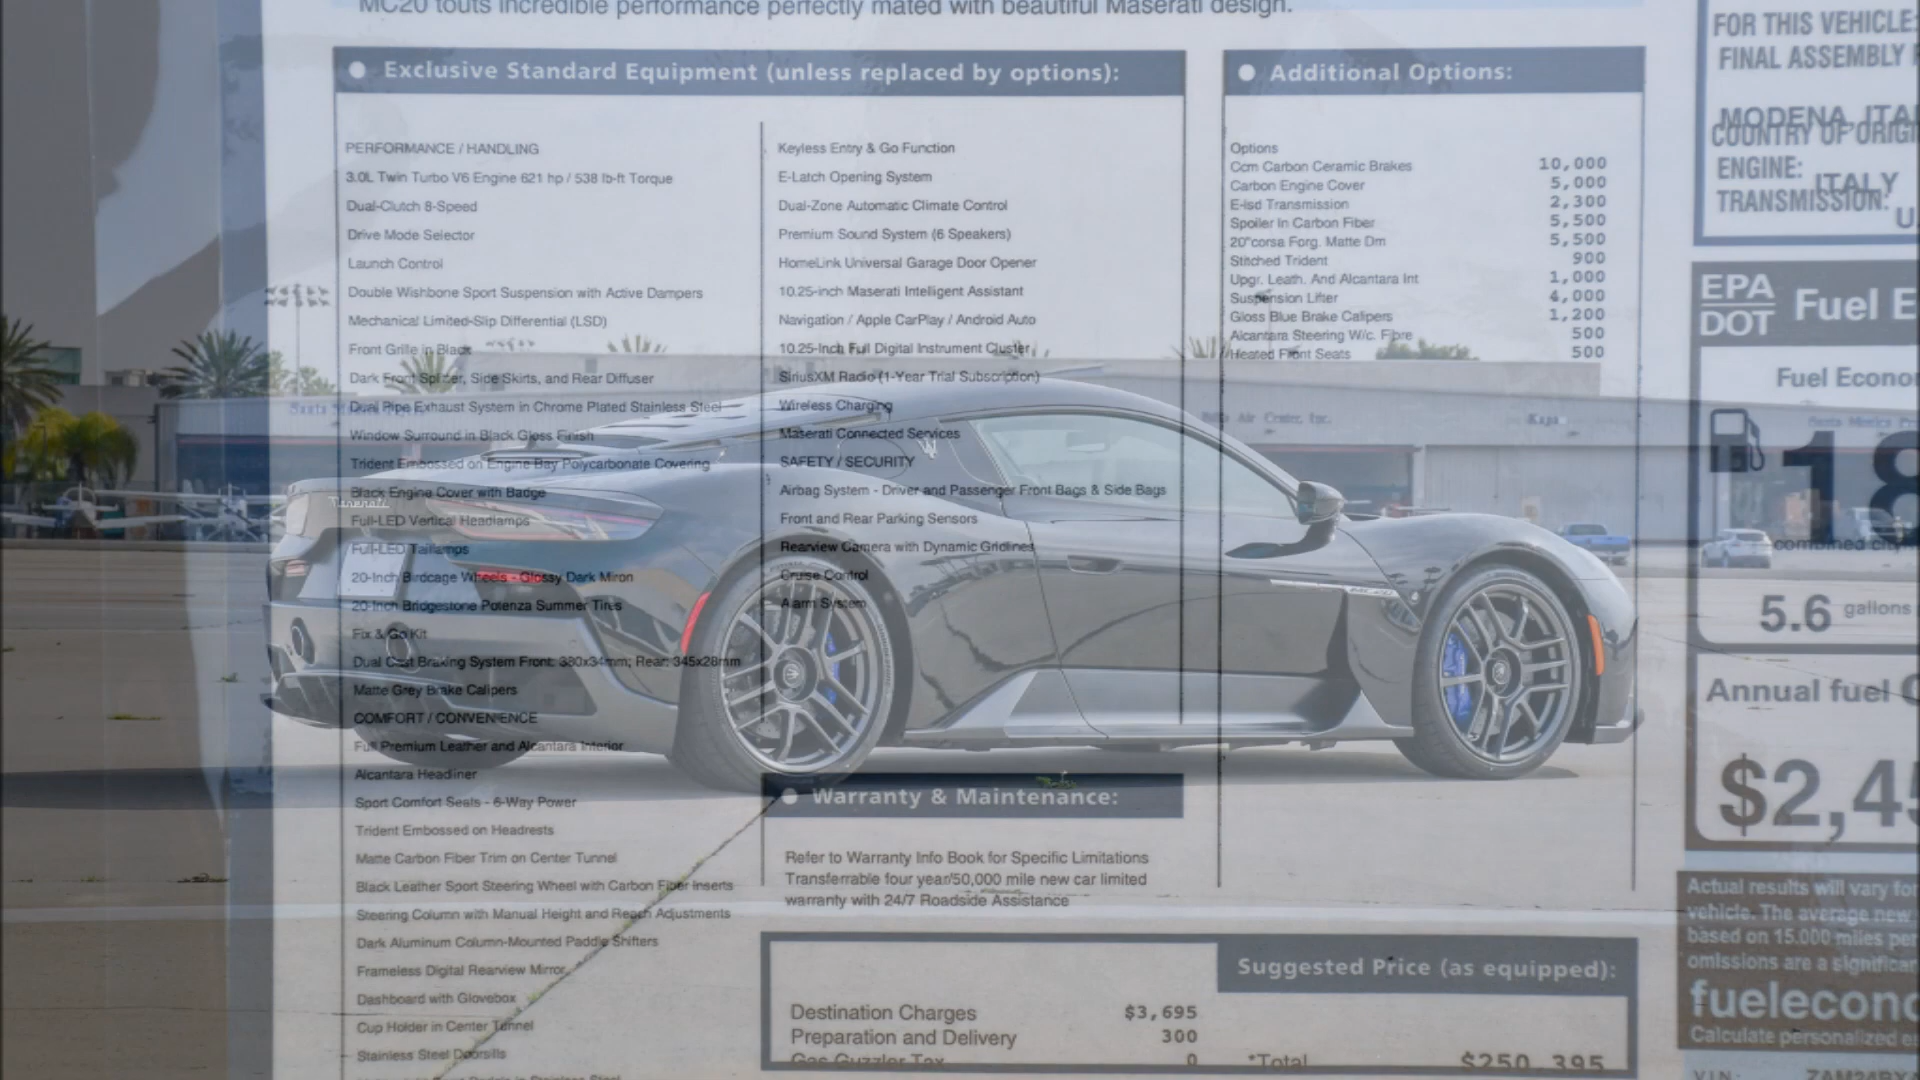 MC20 touts incredible performance perfectly mated with beautiful Maserati design.
Exclusive Standard Equipment (unless replaced by options):
PERFORMANCE / HANDLING
3.0L Twin Turbo V6 Engine 621 hp / 538 lb-ft Torque
Dual-Clutch 8-Speed
Drive Mode Selector
Launch Control
Double Wishbone Sport Suspension with Active Dampers
Mechanical Limited-Slip Differential (LSD)
Front Grille in Black
Dark Front Splitter, Side Skirts, and Rear Diffuser
Dual Pipe Exhaust System in Chrome Plated Stainless Steel
Window Surround in Black Gloss Finish
Trident Embossed on Engine Bay Polycarbonate Covering
Black Engine Cover with Badge
Full-LED Vertical Headlamps
Full-LED Taillamps
20-Inch Birdcage Wheels - Glossy Dark Miron
20-Inch Bridgestone Potenza Summer Tires
Fix & Go Kit
Dual Cast Braking System Front: 380x34mm; Rear: 345x28mm
Matte Grey Brake Calipers
COMFORT / CONVENIENCE
Full Premium Leather and Alcantara Interior
Alcantara Headliner
Sport Comfort Seats - 6-Way Power
Trident Embossed on Headrests
Matte Carbon Fiber Trim on Center Tunnel
Black Leather Sport Steering Wheel with Carbon Fiber Inserts
Steering Column with Manual Height and Reach Adjustments
Dark Aluminum Column-Mounted Paddle Shifters
Frameless Digital Rearview Mirror
Dashboard with Glovebox
Cup Holder in Center Tunnel
Stainless Steel Doorsills
Keyless Entry & Go Function
E-Latch Opening System
Dual-Zone Automatic Climate Control
Premium Sound System (6 Speakers)
HomeLink Universal Garage Door Opener
10.25-inch Maserati Intelligent Assistant
Navigation / Apple CarPlay / Android Auto
10.25-Inch Full Digital Instrument Cluster
SiriusXM Radio (1-Year Trial Subscription)
Wireless Charging
Maserati Connected Services
SAFETY / SECURITY
Airbag System - Driver and Passenger Front Bags & Side Bags
Front and Rear Parking Sensors
Rearview Camera with Dynamic Gridlines
Cruise Control
Alarm System
Warranty & Maintenance:
Refer to Warranty Info Book for Specific Limitations
Transferrable four year/50,000 mile new car limited
warranty with 24/7 Roadside Assistance
Additional Options:
Options
Ccm Carbon Ceramic Brakes 10,000
Carbon Engine Cover 5,000
E-lsd Transmission 2,300
Spoiler In Carbon Fiber 5,500
20"corsa Forg. Matte Dm 5,500
Stitched Trident 900
Upgr. Leath. And Alcantara Int 1,000
Suspension Lifter 4,000
Gloss Blue Brake Calipers 1,200
Alcantara Steering W/c. Fibre 500
Heated Front Seats 500
Suggested Price (as equipped):
Destination Charges $3,695
Preparation and Delivery 300
Gas Guzzler Tax 0
*Total $250,395
FOR THIS VEHICLE:
FINAL ASSEMBLY
MODENA, ITA
COUNTRY OF ORIGI
ENGINE: ITALY
TRANSMISSION: U
EPA
DOT
Fuel E
Fuel Econo
18
combined city
5.6 gallons
Annual fuel
$2,45
Actual results will vary for
vehicle. The average new
based on 15,000 miles per
omissions are a significan
fuelecono
Calculate personalized e
VIN:
Maserati
MC20